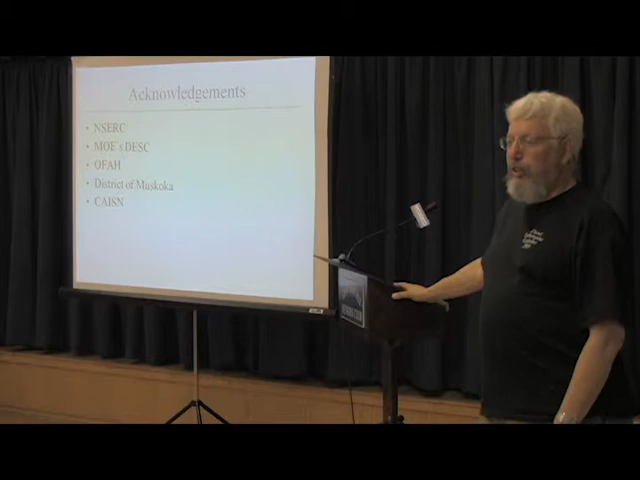 Acknowledgements
• NSERC
• MOE's DESC
• OFAH
• District of Muskoka
• CAISN